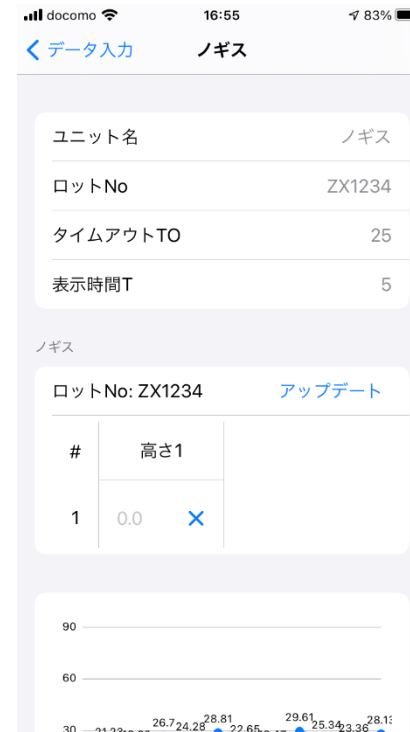 docomo 16:55 83%
データ入力 ノギス
ユニット名 ノギス
ロットNo ZX1234
タイムアウトTO 25
表示時間T 5
ノギス
ロットNo: ZX1234 アップデート
# 高さ1
1 0.0
90
60
29.61
28.81
28.13
26.7
25.34
24.28
23.36
30